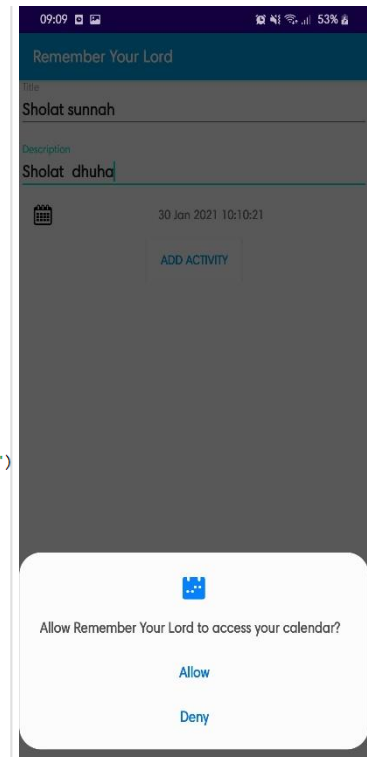 09:09 53%
Remember Your Lord
Title
Sholat sunnah
Description
Sholat dhuha
30 Jan 2021 10:10:21
ADD ACTIVITY
")
Allow Remember Your Lord to access your calendar?
Allow
Deny